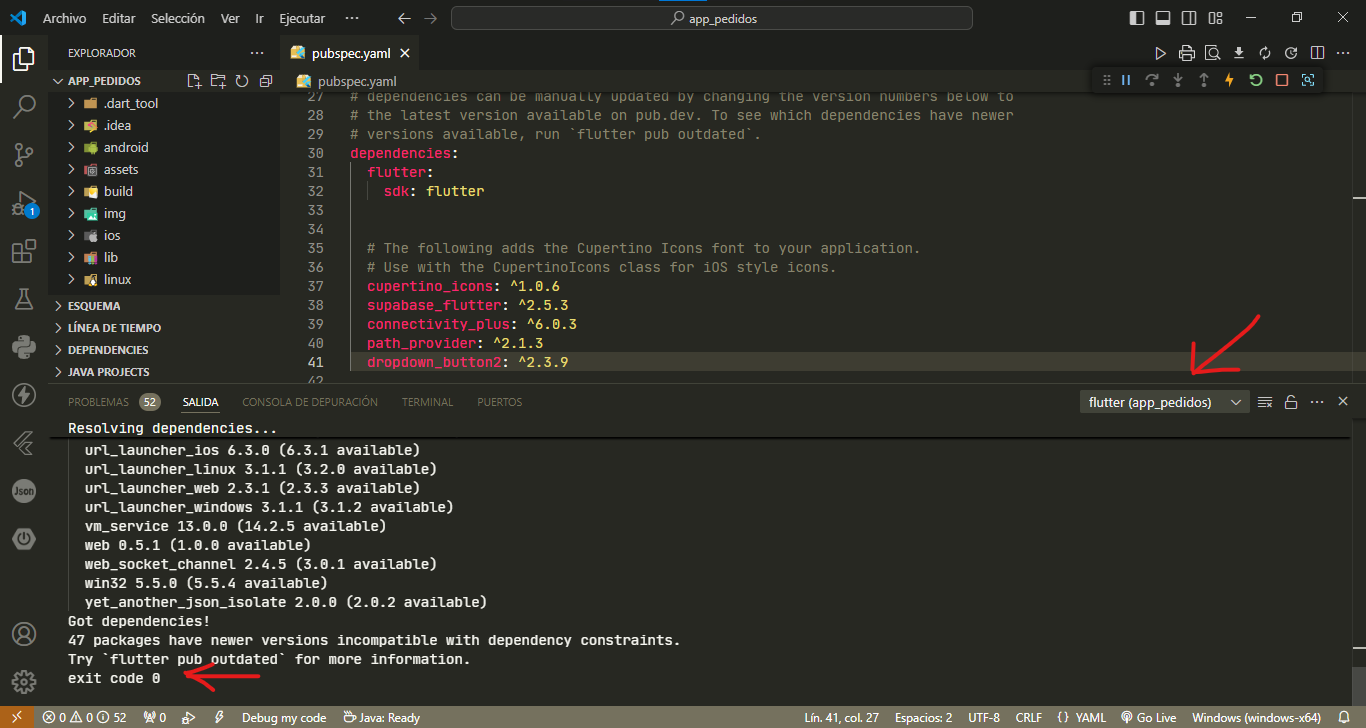 Archivo Editar Selección Ver Ir Ejecutar ··· app_pedidos
EXPLORADOR ···
pubspec.yaml
APP_PEDIDOS
pubspec.yaml
.dart_tool
.idea
android
assets
build
img
ios
lib
linux
ESQUEMA
LÍNEA DE TIEMPO
DEPENDENCIES
JAVA PROJECTS
1
27 # dependencies can be manually updated by changing the version numbers below to
28 # the latest version available on pub.dev. To see which dependencies have newer
29 # versions available, run `flutter pub outdated`.
30 dependencies:
31 flutter:
32 sdk: flutter
33
34
35 # The following adds the Cupertino Icons font to your application.
36 # Use with the CupertinoIcons class for iOS style icons.
37 cupertino_icons: ^1.0.6
38 supabase_flutter: ^2.5.3
39 connectivity_plus: ^6.0.3
40 path_provider: ^2.1.3
41 dropdown_button2: ^2.3.9
42
PROBLEMAS 52 SALIDA CONSOLA DE DEPURACIÓN TERMINAL PUERTOS flutter (app_pedidos)
Resolving dependencies...
url_launcher_ios 6.3.0 (6.3.1 available)
url_launcher_linux 3.1.1 (3.2.0 available)
url_launcher_web 2.3.1 (2.3.3 available)
url_launcher_windows 3.1.1 (3.1.2 available)
vm_service 13.0.0 (14.2.5 available)
web 0.5.1 (1.0.0 available)
web_socket_channel 2.4.5 (3.0.1 available)
win32 5.5.0 (5.5.4 available)
yet_another_json_isolate 2.0.0 (2.0.2 available)
Got dependencies!
47 packages have newer versions incompatible with dependency constraints.
Try `flutter pub outdated` for more information.
exit code 0
Json
0 0 52 0 Debug my code Java: Ready Lín. 41, col. 27 Espacios: 2 UTF-8 CRLF {} YAML Go Live Windows (windows-x64)